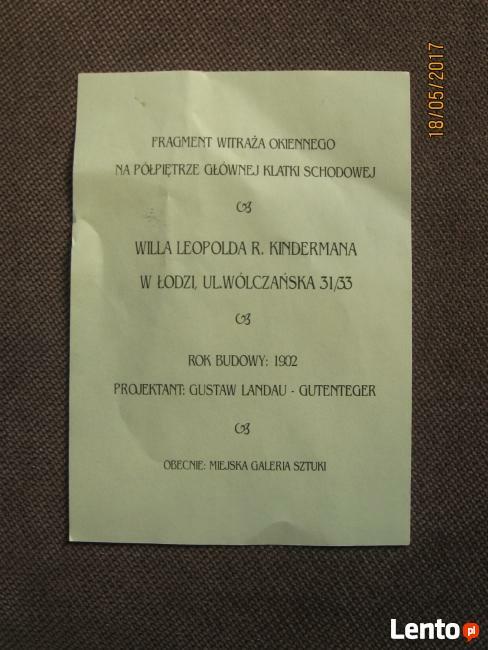 18/05/2017
FRAGMENT WITRAŻA OKIENNEGO
NA PÓŁPIĘTRZE GŁÓWNEJ KLATKI SCHODOWEJ
WILLA LEOPOLDA R. KINDERMANA
W ŁODZI, UL.WÓLCZAŃSKA 31/33
ROK BUDOWY: 1902
PROJEKTANT: GUSTAW LANDAU - GUTENTEGER
OBECNIE: MIEJSKA GALERIA SZTUKI
Lento.pl